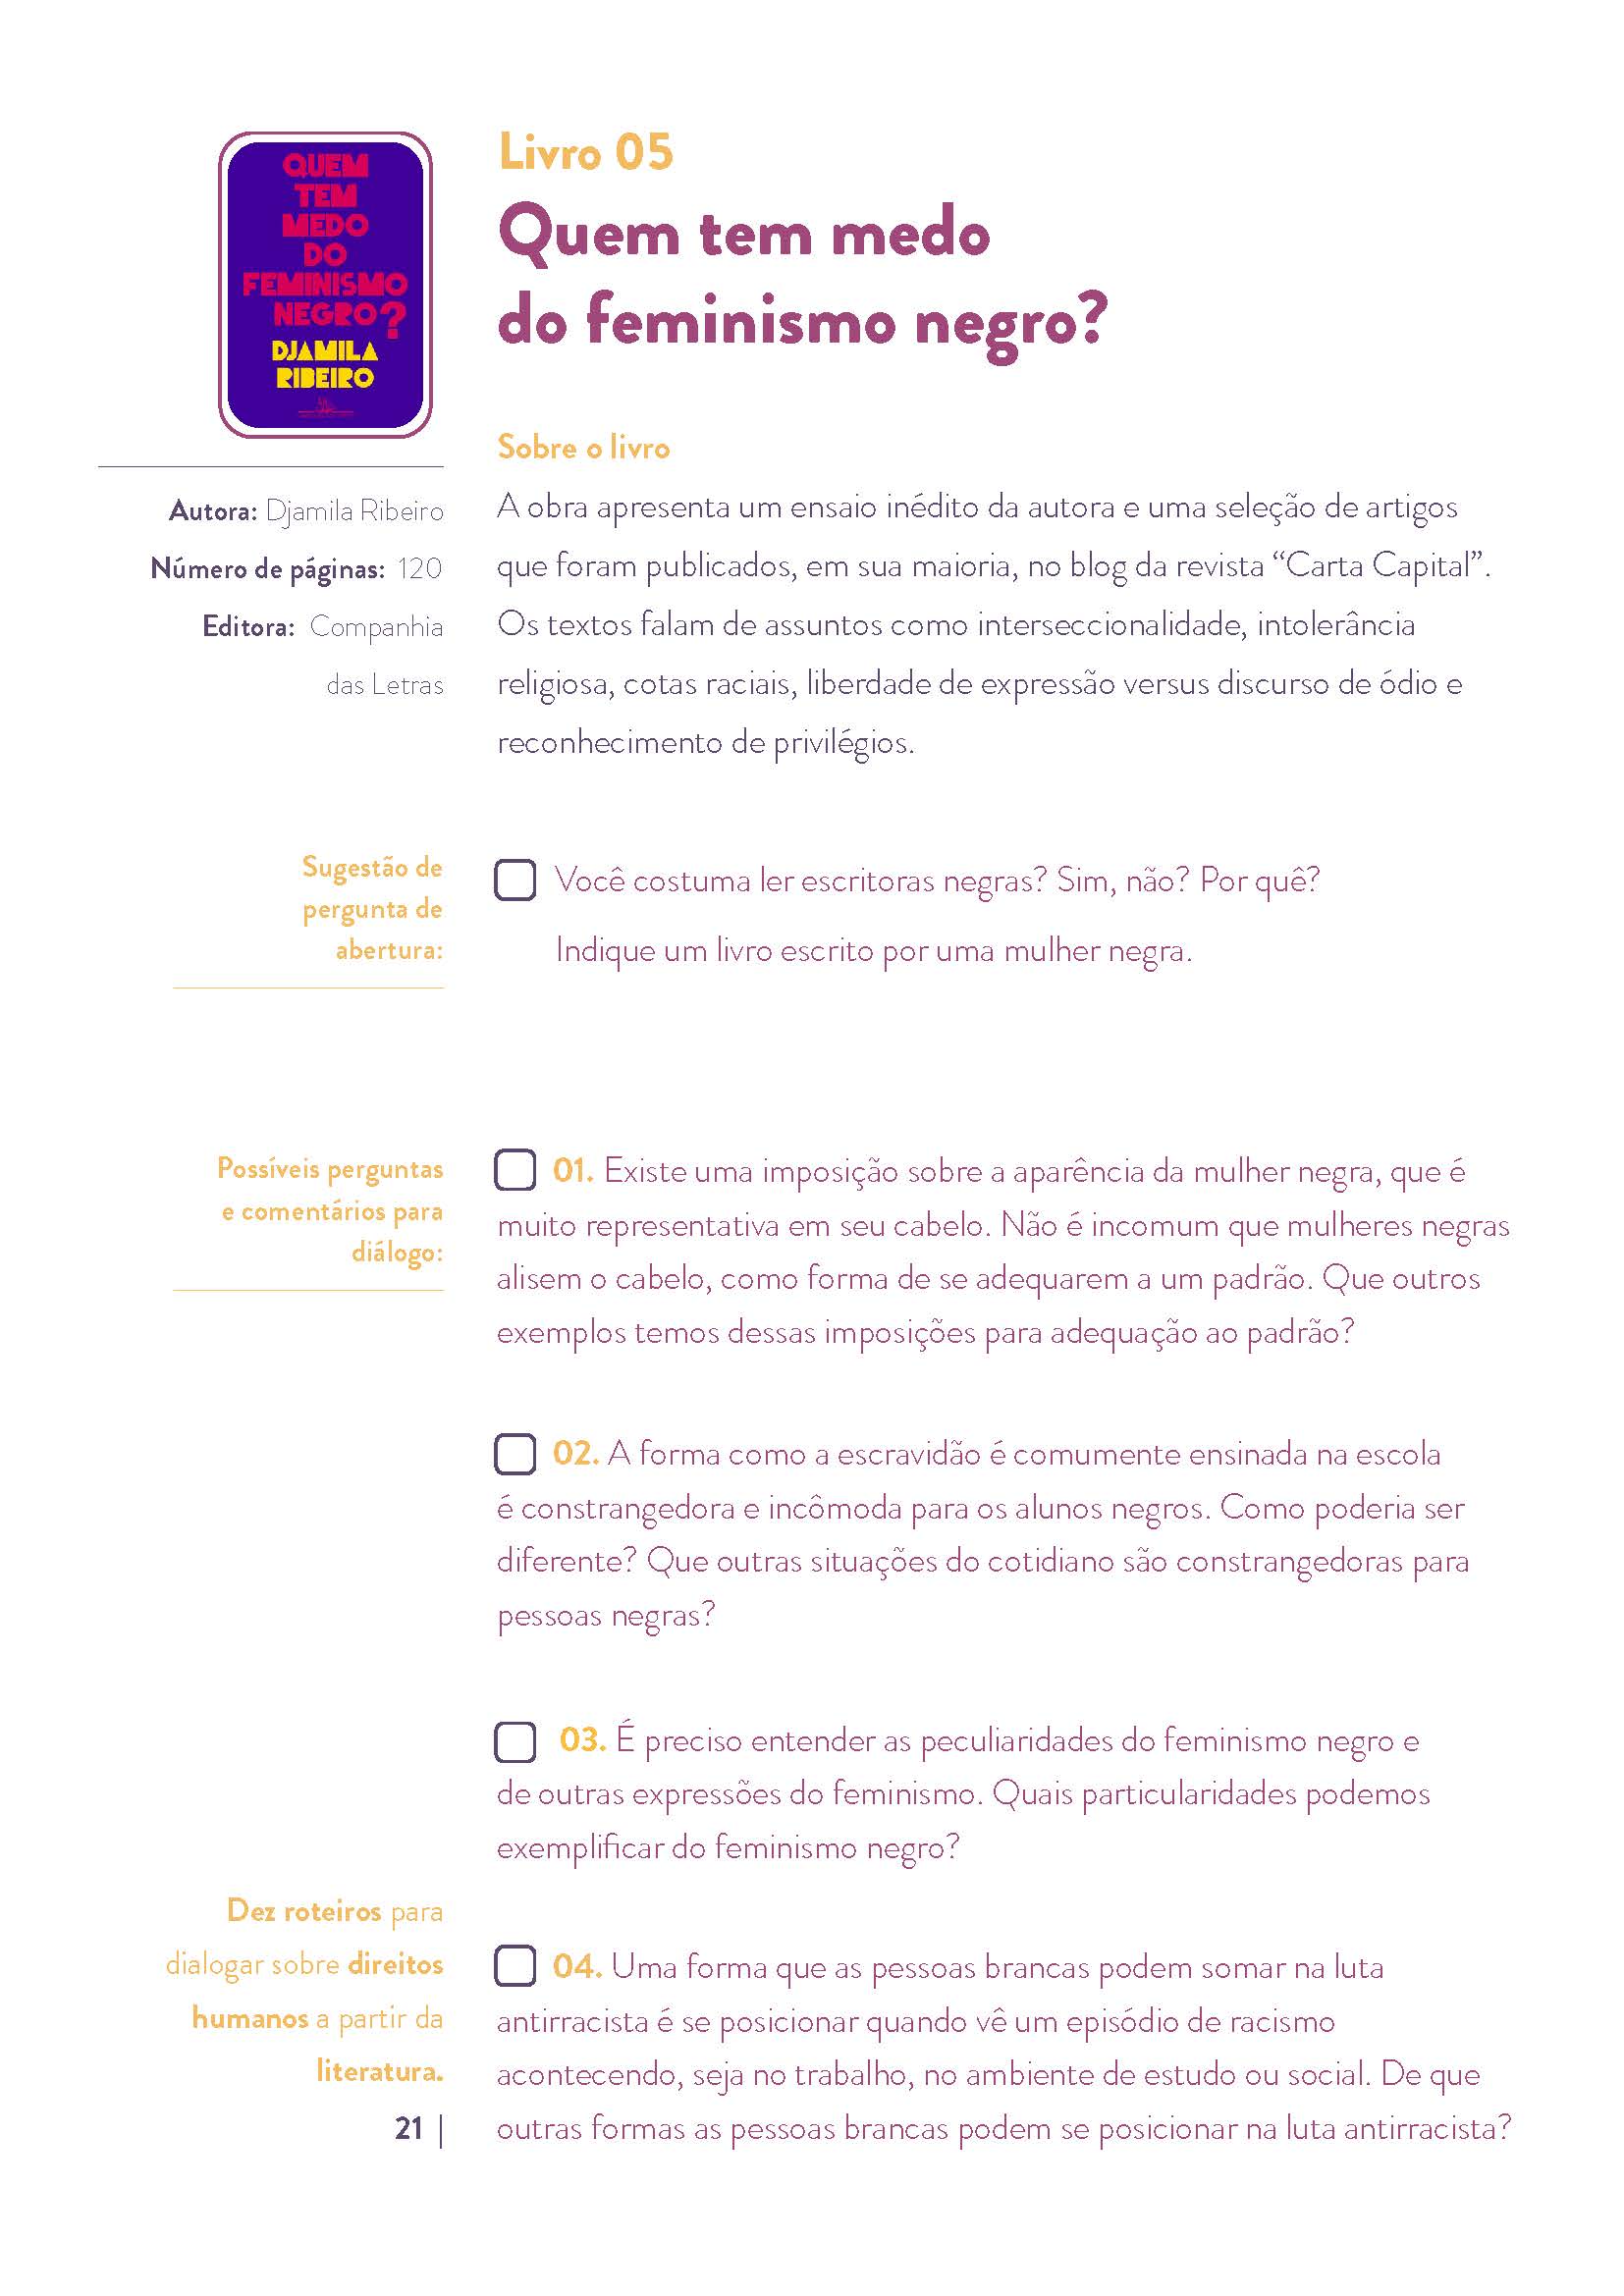 QUEM
TEM
MEDO
DO
FEMINISMO
NEGRO?
DJAMILA
RIBEIRO
Autora: Djamila Ribeiro
Número de páginas: 120
Editora: Companhia
das Letras
Livro 05
Quem tem medo
do feminismo negro?
Sobre o livro
A obra apresenta um ensaio inédito da autora e uma seleção de artigos
que foram publicados, em sua maioria, no blog da revista “Carta Capital”.
Os textos falam de assuntos como interseccionalidade, intolerância
religiosa, cotas raciais, liberdade de expressão versus discurso de ódio e
reconhecimento de privilégios.
Sugestão de
pergunta de
abertura:
Você costuma ler escritoras negras? Sim, não? Por quê?
Indique um livro escrito por uma mulher negra.
Possíveis perguntas
e comentários para
diálogo:
01. Existe uma imposição sobre a aparência da mulher negra, que é
muito representativa em seu cabelo. Não é incomum que mulheres negras
alisem o cabelo, como forma de se adequarem a um padrão. Que outros
exemplos temos dessas imposições para adequação ao padrão?
02. A forma como a escravidão é comumente ensinada na escola
é constrangedora e incômoda para os alunos negros. Como poderia ser
diferente? Que outras situações do cotidiano são constrangedoras para
pessoas negras?
03. É preciso entender as peculiaridades do feminismo negro e
de outras expressões do feminismo. Quais particularidades podemos
exemplificar do feminismo negro?
04. Uma forma que as pessoas brancas podem somar na luta
antirracista é se posicionar quando vê um episódio de racismo
acontecendo, seja no trabalho, no ambiente de estudo ou social. De que
outras formas as pessoas brancas podem se posicionar na luta antirracista?
Dez roteiros para
dialogar sobre direitos
humanos a partir da
literatura.
21 |